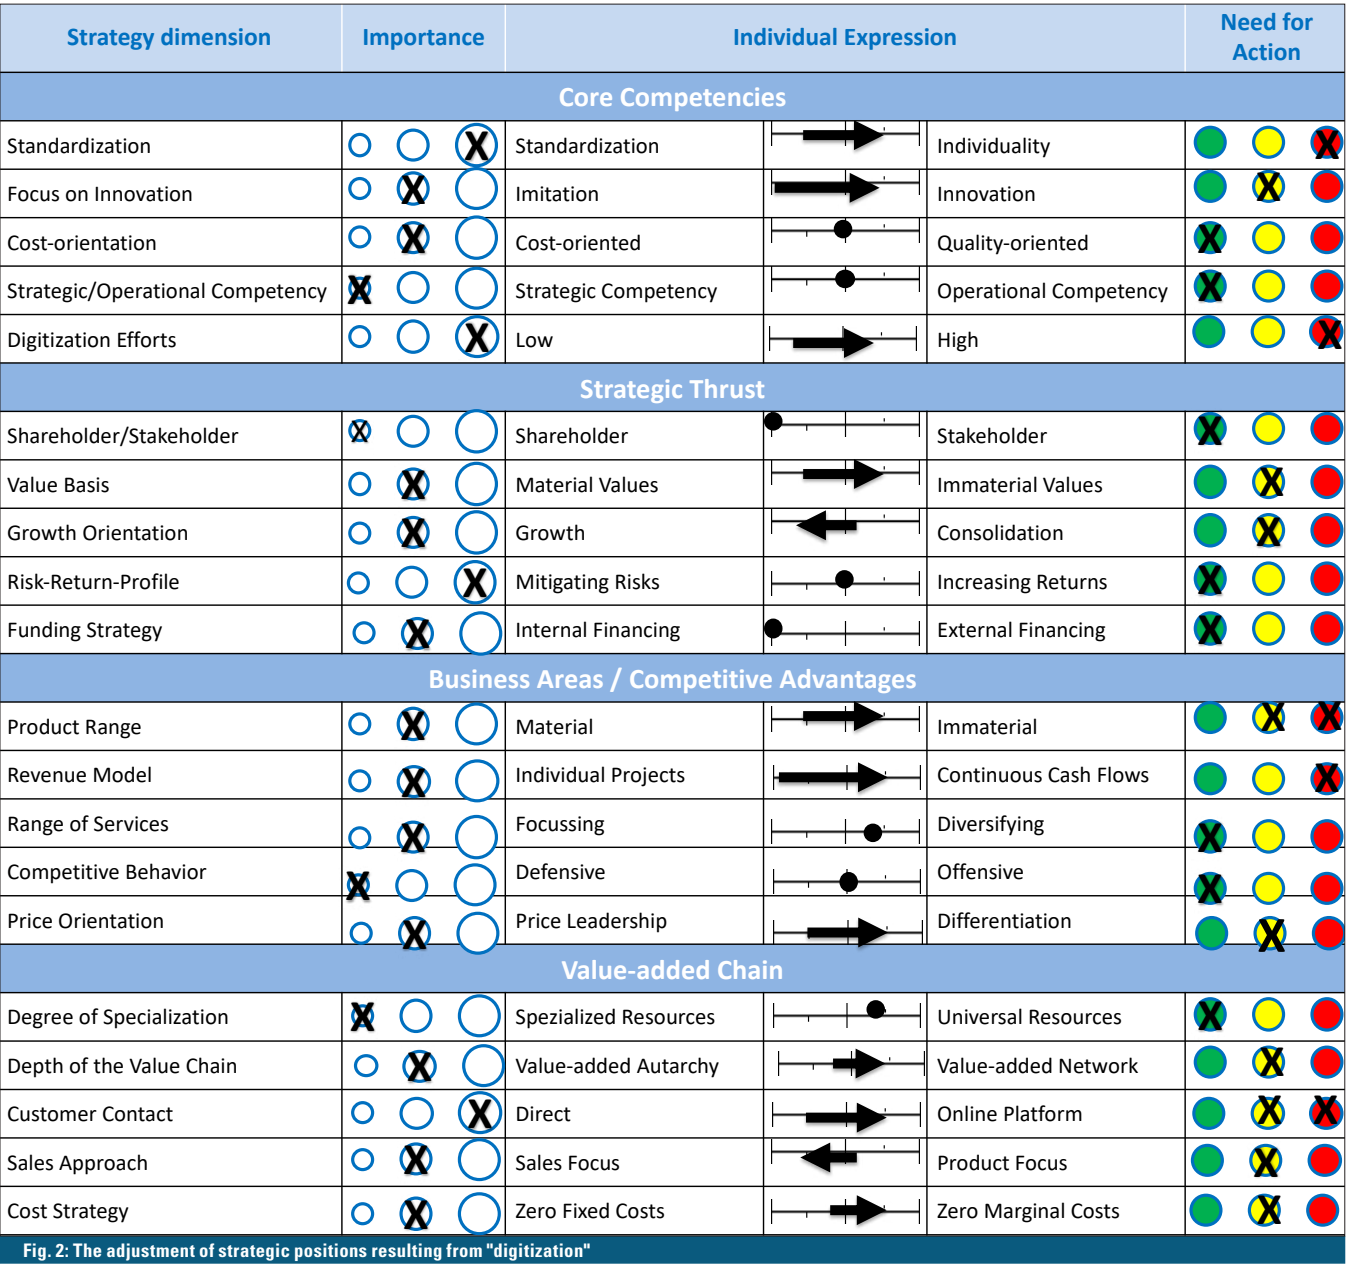 Strategy dimension Importance Individual Expression Need for Action
Core Competencies
Standardization X Standardization Individuality X
Focus on Innovation X Imitation Innovation X
Cost-orientation X Cost-oriented Quality-oriented X
Strategic/Operational Competency X Strategic Competency Operational Competency X
Digitization Efforts X Low High X
Strategic Thrust
Shareholder/Stakeholder X Shareholder Stakeholder X
Value Basis X Material Values Immaterial Values X
Growth Orientation X Growth Consolidation X
Risk-Return-Profile X Mitigating Risks Increasing Returns X
Funding Strategy X Internal Financing External Financing X
Business Areas / Competitive Advantages
Product Range X Material Immaterial X X
Revenue Model X Individual Projects Continuous Cash Flows X
Range of Services X Focussing Diversifying X
Competitive Behavior X Defensive Offensive X
Price Orientation X Price Leadership Differentiation X
Value-added Chain
Degree of Specialization X Spezialized Resources Universal Resources X
Depth of the Value Chain X Value-added Autarchy Value-added Network X
Customer Contact X Direct Online Platform X X
Sales Approach X Sales Focus Product Focus X
Cost Strategy X Zero Fixed Costs Zero Marginal Costs X
Fig. 2: The adjustment of strategic positions resulting from "digitization"